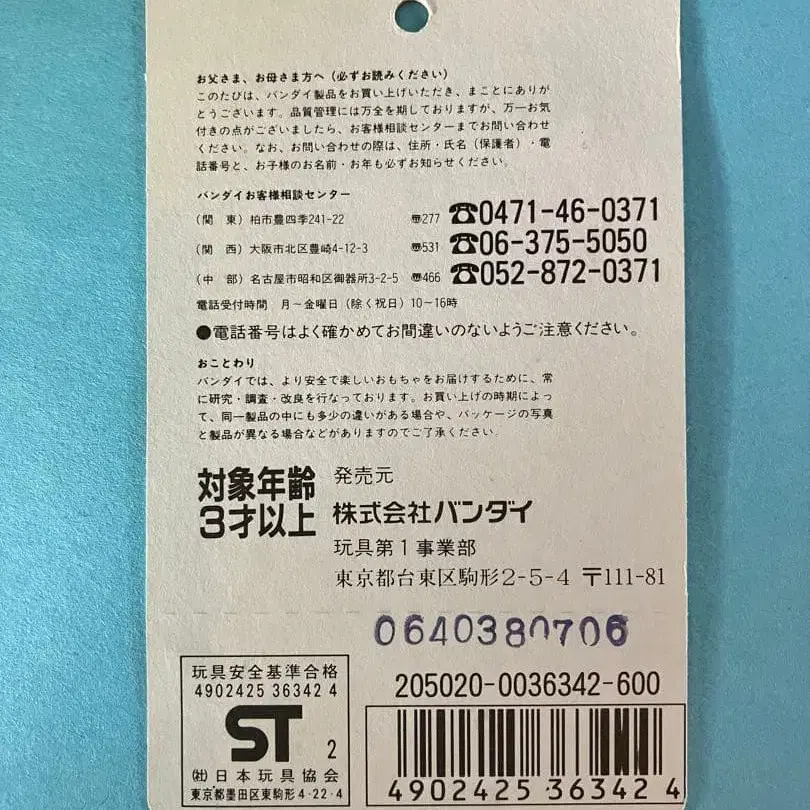 お父さま、お母さま方へ（必ずお読みください）
このたびは、バンダイ製品をお買い上げいただき、まことにありが
とうございます。品質管理には万全を期しておりますが、万一お気
付きの点がございましたら、お客様相談センターまでお問い合わせ
ください。なお、お問い合わせの際は、住所・氏名（保護者）・電
話番号と、お子様のお名前・お年も必ずお知らせください。
バンダイお客様相談センター
（関　東）柏市豊四季241-22 〠277 ☎0471-46-0371
（関　西）大阪市北区豊崎4-12-3 〠531 ☎06-375-5050
（中　部）名古屋市昭和区御器所3-2-5 〠466 ☎052-872-0371
電話受付時間　月～金曜日（除く祝日）10～16時
●電話番号はよく確かめてお間違いのないようご注意ください。
おことわり
バンダイでは、より安全で楽しいおもちゃをお届けするために、常
に研究・調査・改良を行なっております。お買い上げの時期によっ
て、同一製品の中にも多少の違いがある場合や、パッケージの写真
と製品が異なる場合などがありますのでご了承ください。
対象年齢
3才以上
発売元
株式会社バンダイ
玩具第1事業部
東京都台東区駒形2-5-4 〒111-81
0640380706
玩具安全基準合格
4902425 36342 4
ST 2
㈳日本玩具協会
東京都墨田区東駒形4-22-4
205020-0036342-600
4902425 363424